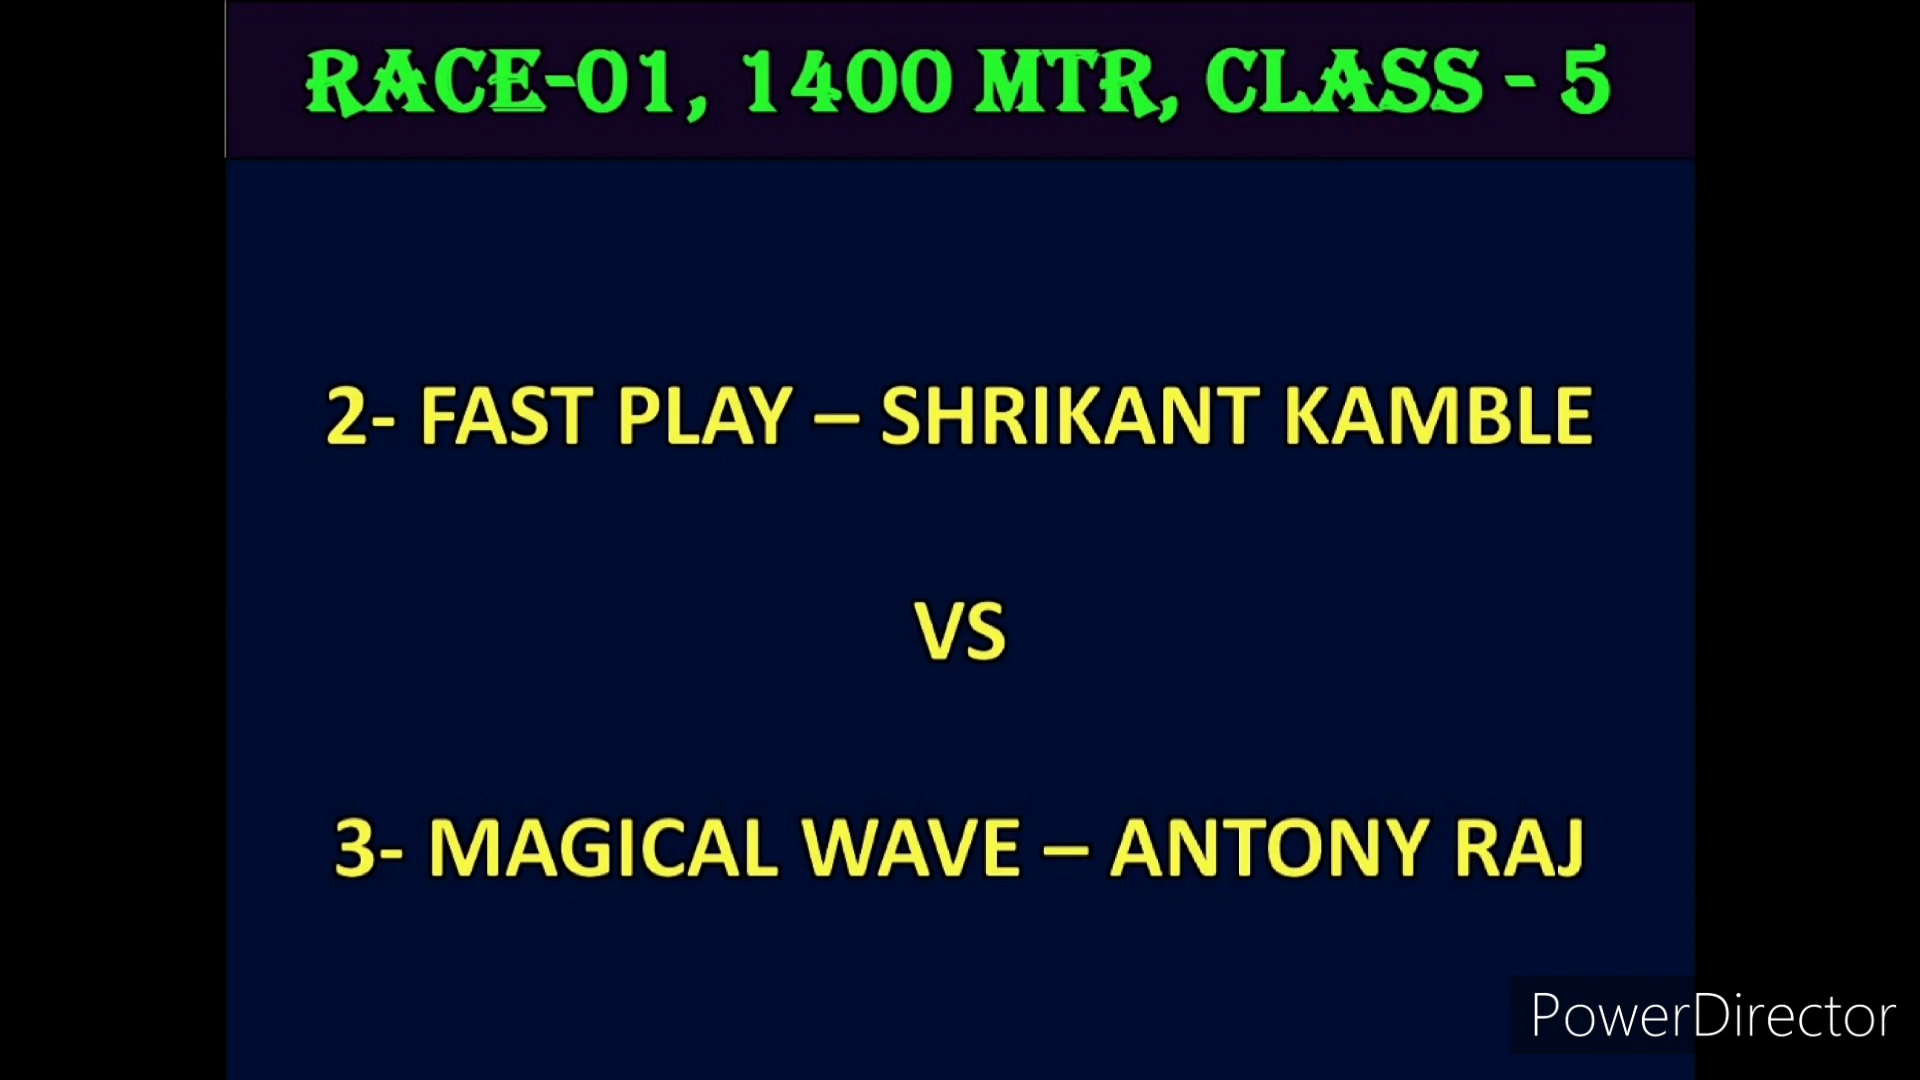 RACE-01, 1400 MTR, CLASS - 5
2- FAST PLAY – SHRIKANT KAMBLE
VS
3- MAGICAL WAVE – ANTONY RAJ
PowerDirector